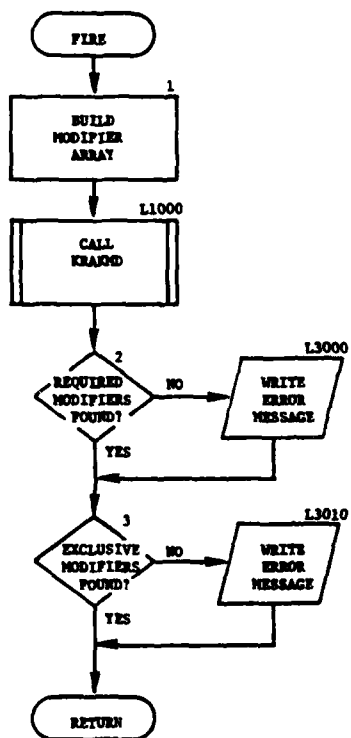 FIRE
1
BUILD
MODIFIER
ARRAY
L1000
CALL
KRAKMD
2
REQUIRED
MODIFIERS
FOUND?
NO
YES
L3000
WRITE
ERROR
MESSAGE
3
EXCLUSIVE
MODIFIERS
FOUND?
NO
YES
L3010
WRITE
ERROR
MESSAGE
RETURN